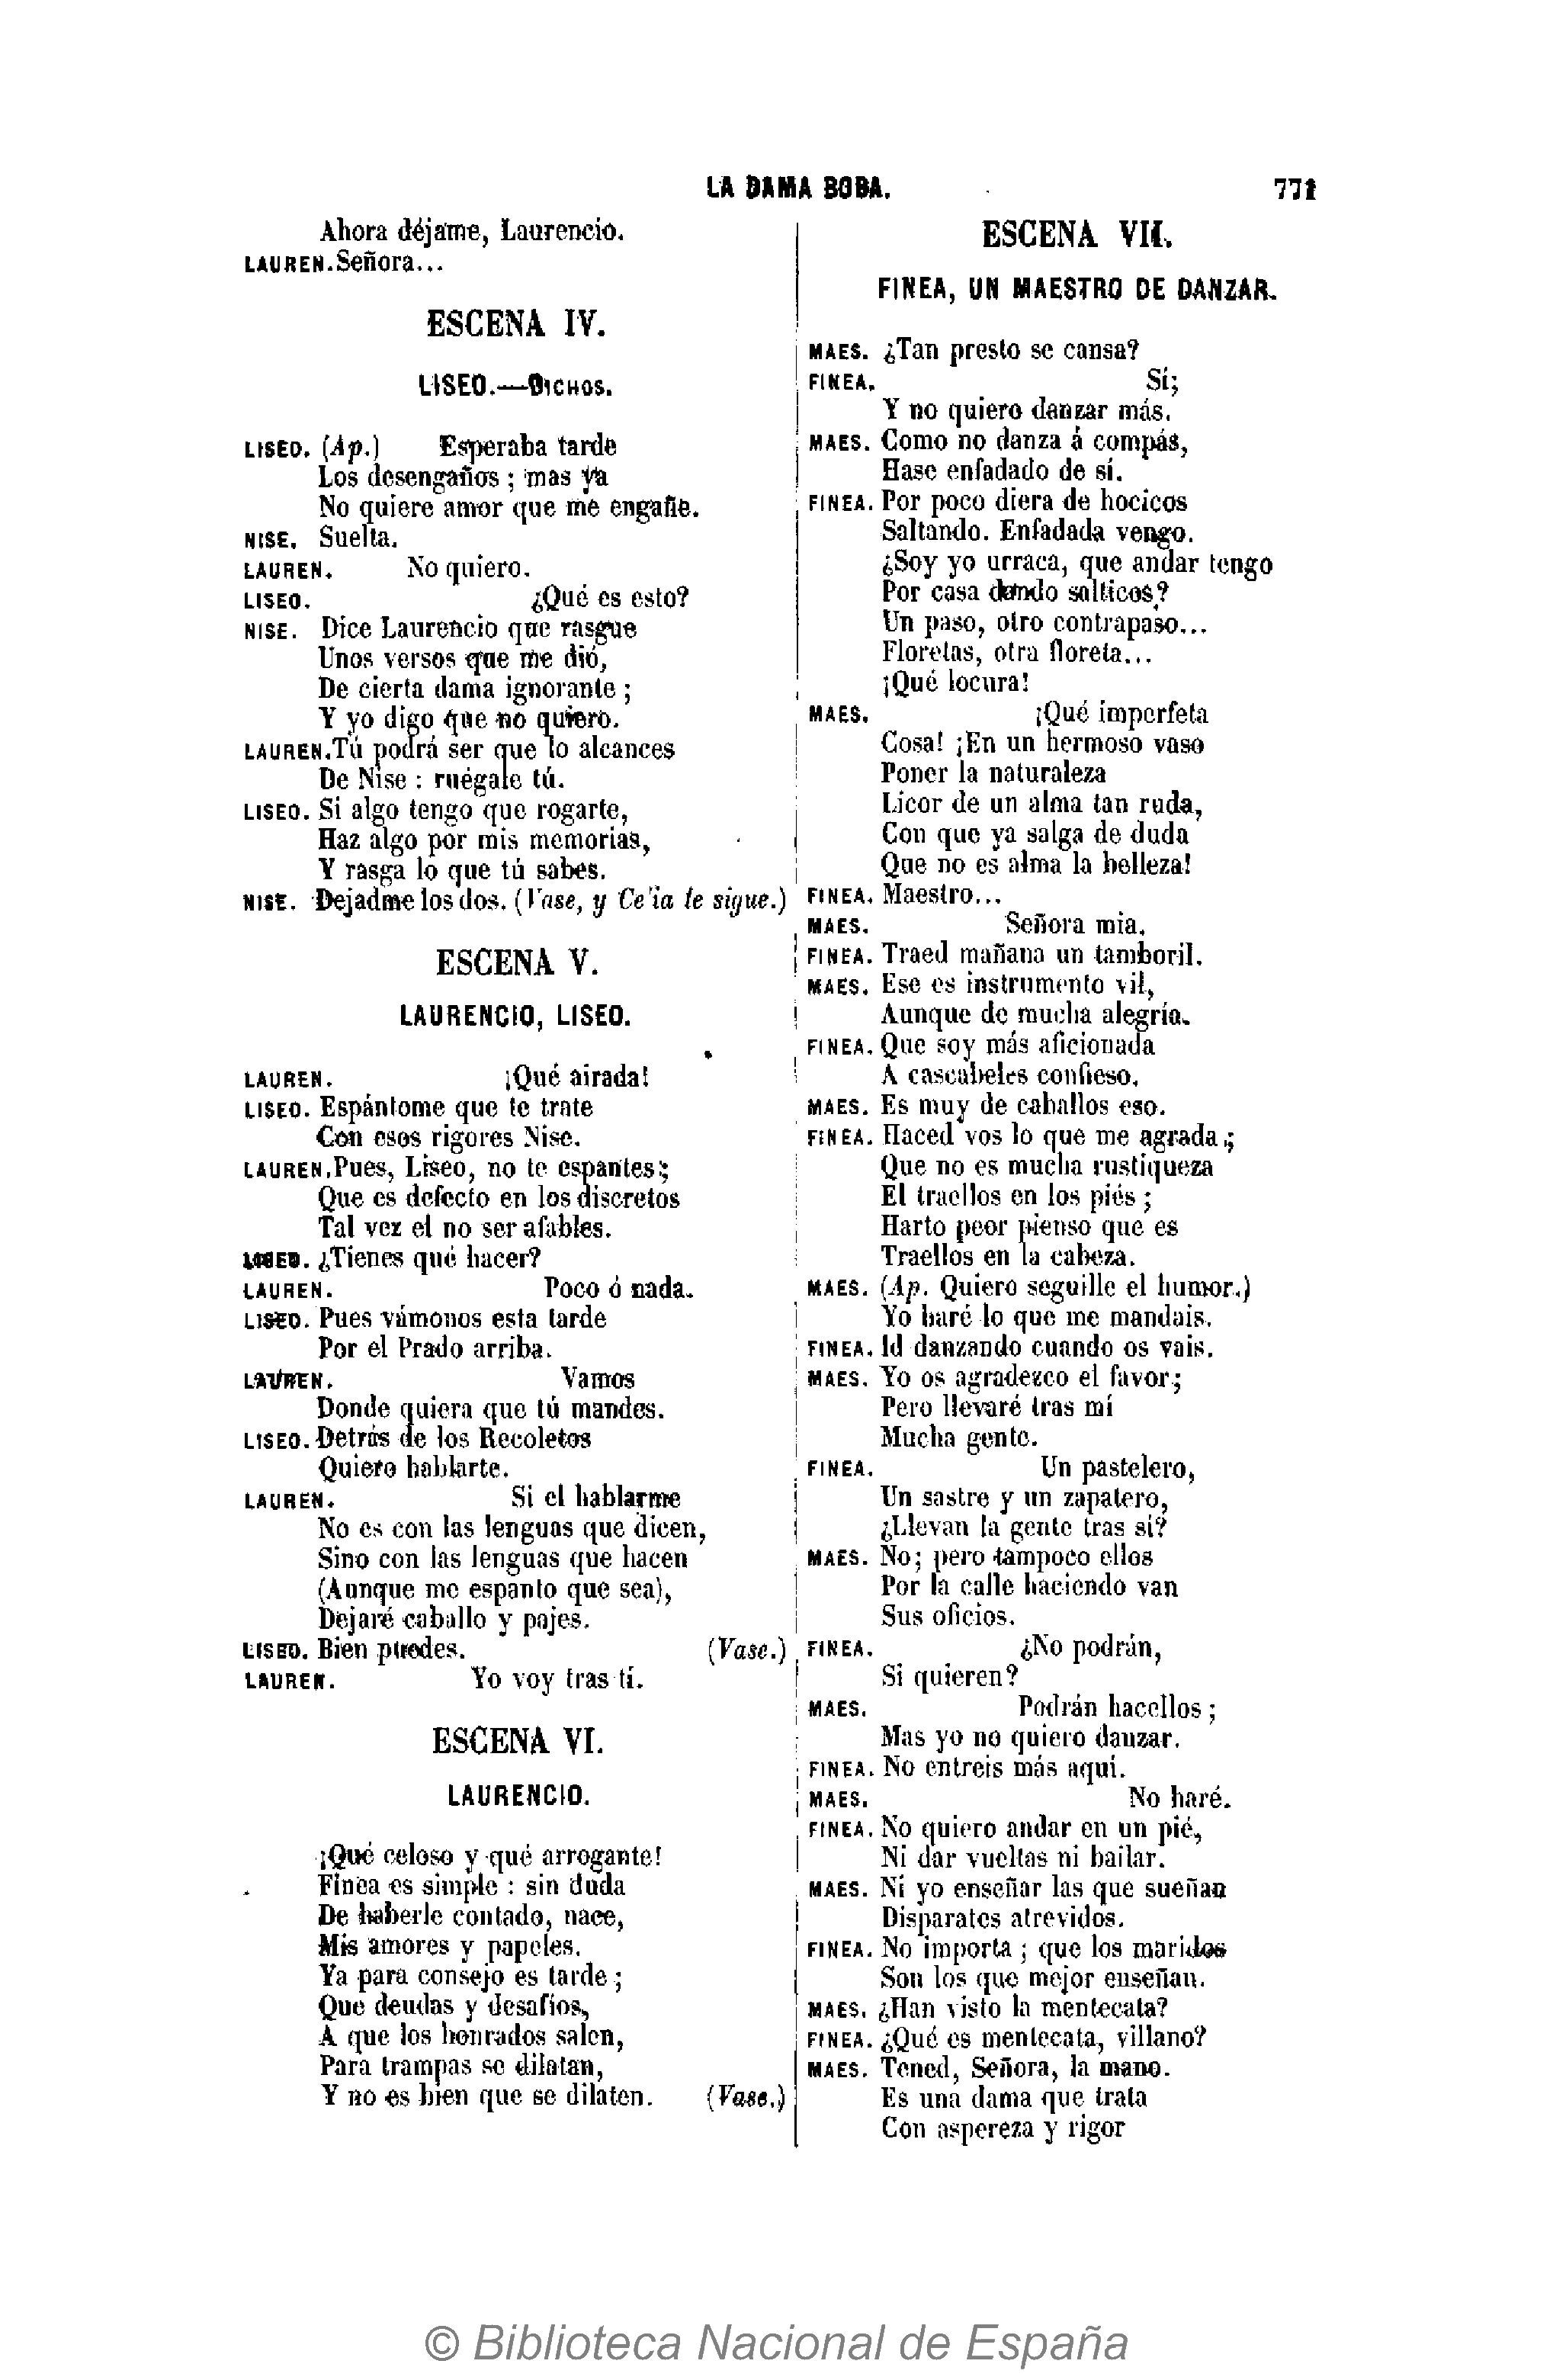 LA DAMA BOBA. 771
Ahora déjame, Laurencio.
LAUREN. Señora...
ESCENA IV.
LISEO.—DICHOS.
LISEO. (Ap.) Esperaba tarde
Los desengaños ; mas ya
No quiere amor que me engañe.
NISE. Suelta.
LAUREN. No quiero.
LISEO. ¿Qué es esto?
NISE. Dice Laurencio que rasgue
Unos versos que me dió,
De cierta dama ignorante ;
Y yo digo que no quiero.
LAUREN. Tú podrá ser que lo alcances
De Nise : ruégale tú.
LISEO. Si algo tengo que rogarte,
Haz algo por mis memorias,
Y rasga lo que tú sabes.
NISE. Dejadme los dos. (Vase, y Celia le sigue.)
ESCENA V.
LAURENCIO, LISEO.
LAUREN. ¡Qué airada!
LISEO. Espántome que te trate
Con esos rigores Nise.
LAUREN. Pues, Liseo, no te espantes;
Que es defecto en los discretos
Tal vez el no ser afables.
LISEO. ¿Tienes qué hacer?
LAUREN. Poco ó nada.
LISEO. Pues vámonos esta tarde
Por el Prado arriba.
LAUREN. Vamos
Donde quiera que tú mandes.
LISEO. Detrás de los Recoletos
Quiero hablarte.
LAUREN. Si el hablarme
No es con las lenguas que dicen,
Sino con las lenguas que hacen
(Aunque me espanto que sea),
Dejaré caballo y pajes.
LISEO. Bien puedes. (Vase.)
LAUREN. Yo voy tras tí.
ESCENA VI.
LAURENCIO.
¡Qué celoso y qué arrogante!
Finea es simple : sin duda
De haberle contado, nace,
Mis amores y papeles.
Ya para consejo es tarde ;
Que deudas y desafíos,
A que los honrados salen,
Para trampas se dilatan,
Y no es bien que se dilaten. (Vase.)
ESCENA VII.
FINEA, UN MAESTRO DE DANZAR.
MAES. ¿Tan presto se cansa?
FINEA. Sí;
Y no quiero danzar más.
MAES. Como no danza á compás,
Hase enfadado de sí.
FINEA. Por poco diera de hocicos
Saltando. Enfadada vengo.
¿Soy yo urraca, que andar tengo
Por casa dando salticos?
Un paso, otro contrapaso...
Floretas, otra floreta...
¡Qué locura!
MAES. ¡Qué imperfeta
Cosa! ¡En un hermoso vaso
Poner la naturaleza
Licor de un alma tan ruda,
Con que ya salga de duda
Que no es alma la belleza!
FINEA. Maestro...
MAES. Señora mia.
FINEA. Traed mañana un tamboril.
MAES. Ese es instrumento vil,
Aunque de mucha alegría.
FINEA. Que soy más aficionada
A cascabeles confieso.
MAES. Es muy de caballos eso.
FINEA. Haced vos lo que me agrada;
Que no es mucha rustiqueza
El traellos en los piés ;
Harto peor pienso que es
Traellos en la cabeza.
MAES. (Ap. Quiero seguille el humor.)
Yo haré lo que me mandais.
FINEA. Id danzando cuando os vais.
MAES. Yo os agradezco el favor;
Pero llevaré tras mí
Mucha gente.
FINEA. Un pastelero,
Un sastre y un zapatero,
¿Llevan la gente tras si?
MAES. No; pero tampoco ellos
Por la calle haciendo van
Sus oficios.
FINEA. ¿No podrán,
Si quieren?
MAES. Podrán hacellos ;
Mas yo no quiero danzar.
FINEA. No entreis más aquí.
MAES. No haré.
FINEA. No quiero andar en un pié,
Ni dar vueltas ni bailar.
MAES. Ni yo enseñar las que sueñan
Disparates atrevidos.
FINEA. No importa ; que los maridos
Son los que mejor enseñan.
MAES. ¿Han visto la mentecata?
FINEA. ¿Qué es mentecata, villano?
MAES. Tened, Señora, la mano.
Es una dama que trata
Con aspereza y rigor
© Biblioteca Nacional de España